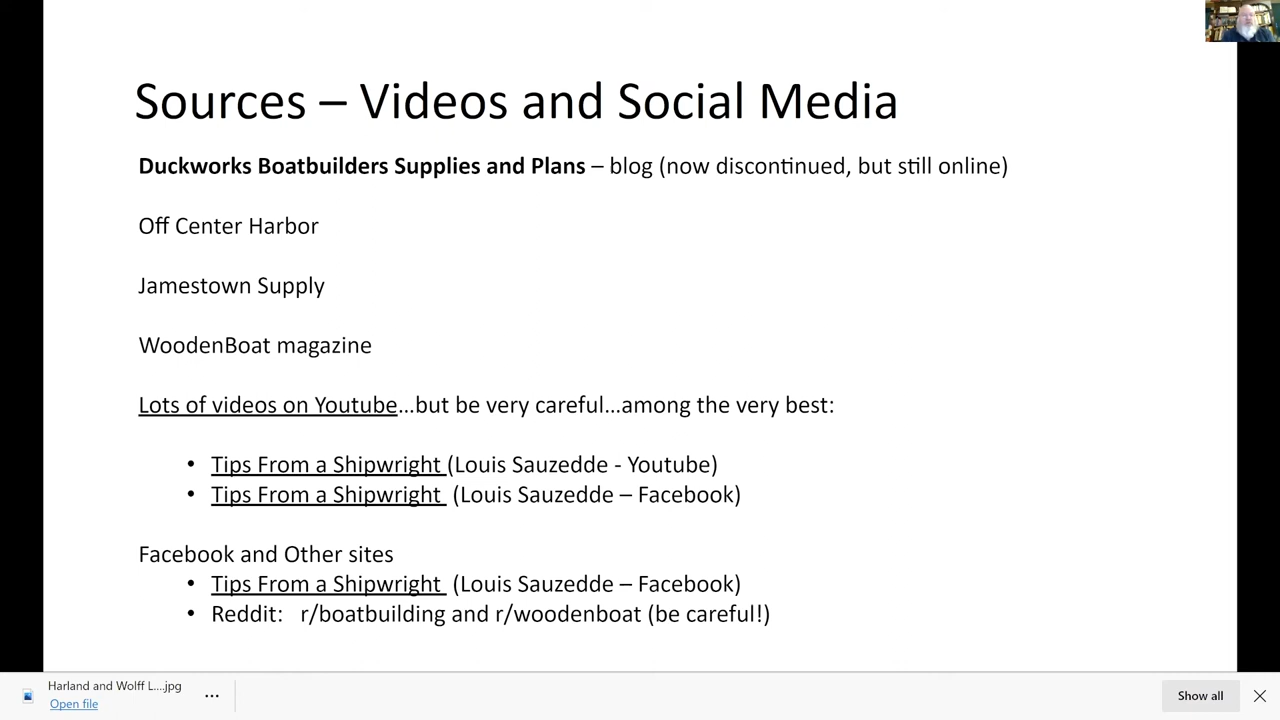 Sources – Videos and Social Media
Duckworks Boatbuilders Supplies and Plans – blog (now discontinued, but still online)
Off Center Harbor
Jamestown Supply
WoodenBoat magazine
Lots of videos on Youtube...but be very careful...among the very best:
• Tips From a Shipwright (Louis Sauzedde - Youtube)
• Tips From a Shipwright (Louis Sauzedde – Facebook)
Facebook and Other sites
• Tips From a Shipwright (Louis Sauzedde – Facebook)
• Reddit: r/boatbuilding and r/woodenboat (be careful!)
Harland and Wolff L....jpg
Open file
Show all